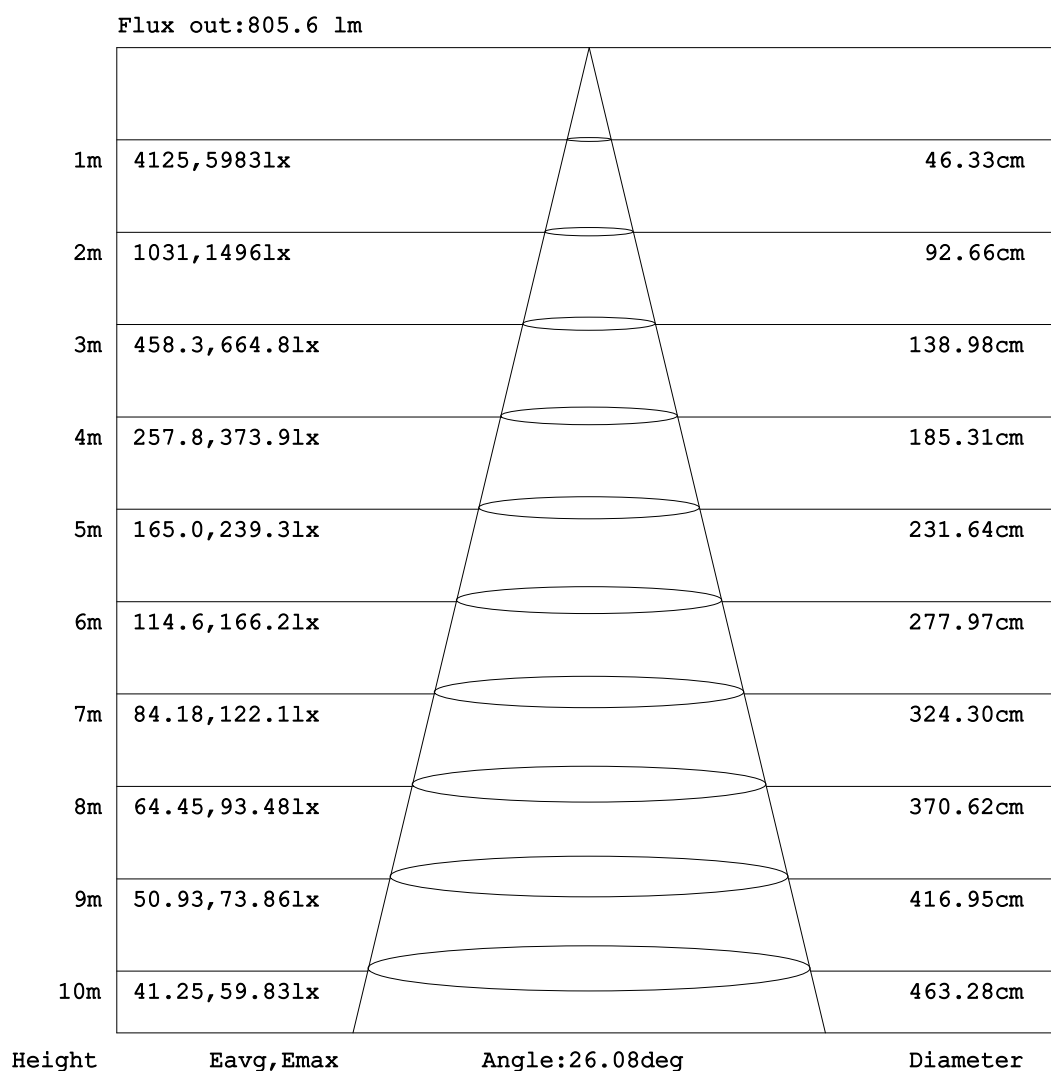 Flux out:805.6 lm
1m 4125,5983lx 46.33cm
2m 1031,1496lx 92.66cm
3m 458.3,664.8lx 138.98cm
4m 257.8,373.9lx 185.31cm
5m 165.0,239.3lx 231.64cm
6m 114.6,166.2lx 277.97cm
7m 84.18,122.1lx 324.30cm
8m 64.45,93.48lx 370.62cm
9m 50.93,73.86lx 416.95cm
10m 41.25,59.83lx 463.28cm
Height Eavg,Emax Angle:26.08deg Diameter